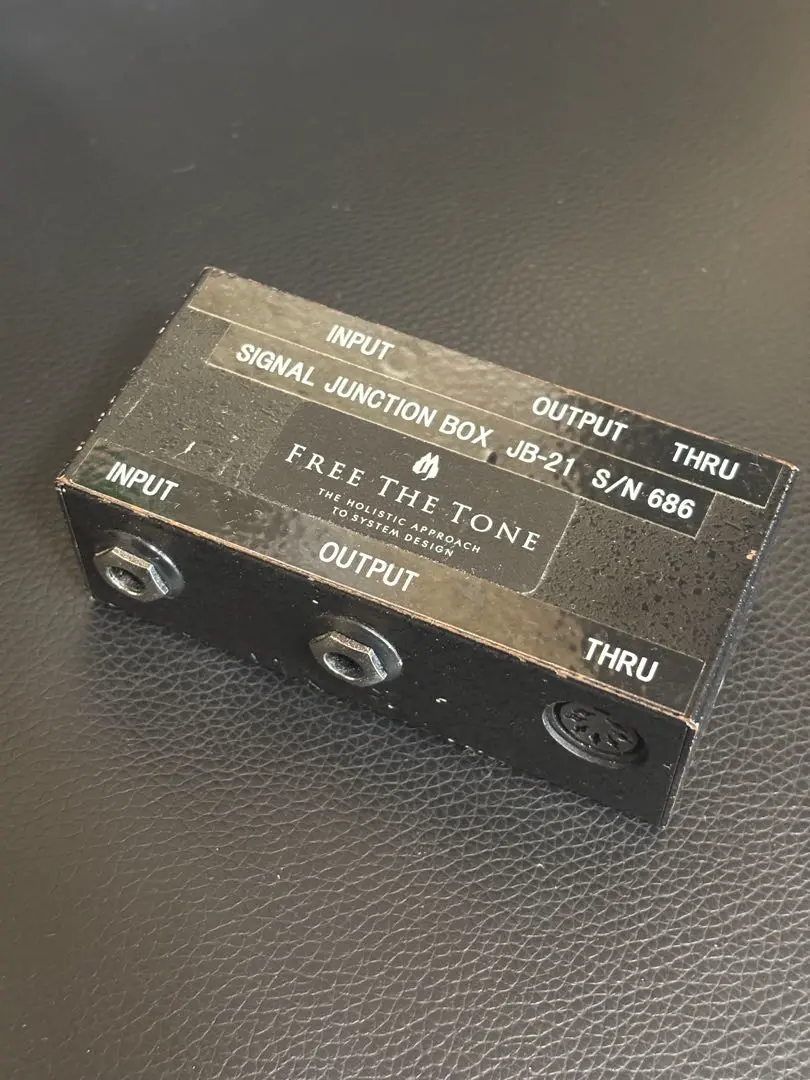 INPUT
OUTPUT
THRU
SIGNAL JUNCTION BOX JB-21 S/N 686
FREE THE TONE
THE HOLISTIC APPROACH
TO SYSTEM DESIGN
INPUT
OUTPUT
THRU